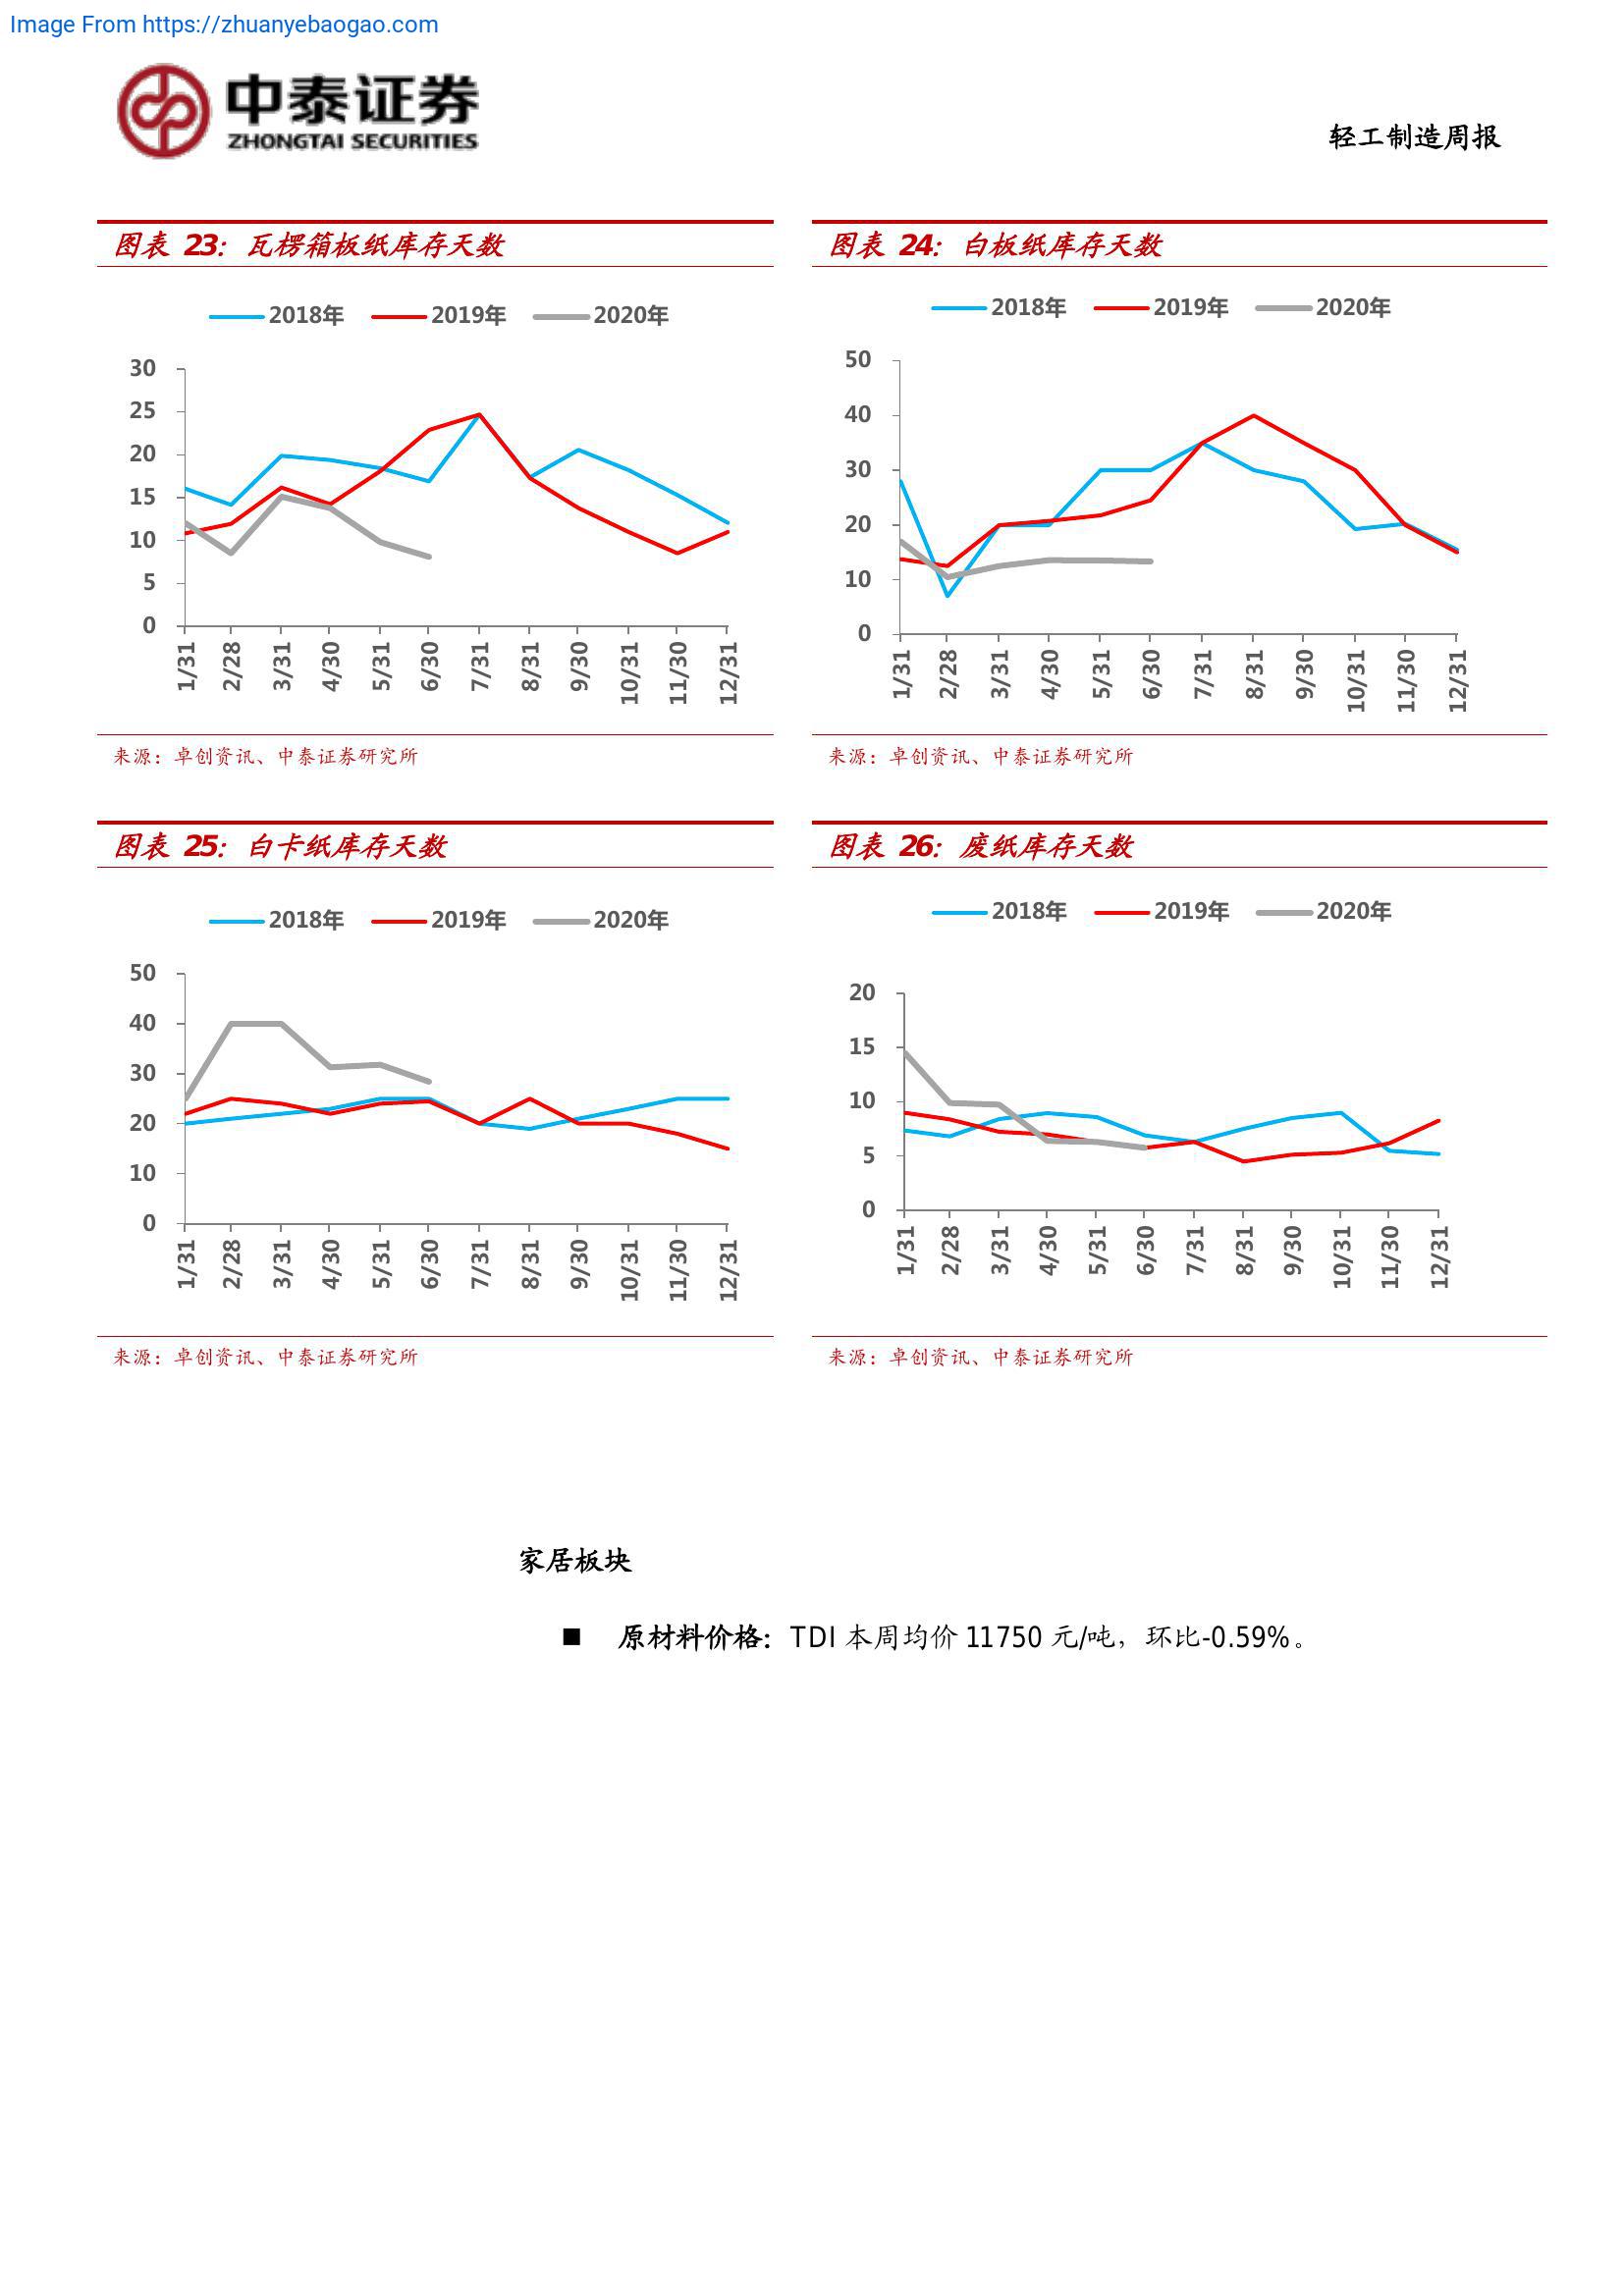 Image From https://zhuanyebaogao.com
中泰证券
ZHONGTAI SECURITIES
轻工制造周报
图表 23：瓦楞箱板纸库存天数
2018年 2019年 2020年
30
25
20
15
10
5
0
1/31 2/28 3/31 4/30 5/31 6/30 7/31 8/31 9/30 10/31 11/30 12/31
来源：卓创资讯、中泰证券研究所
图表 24：白板纸库存天数
2018年 2019年 2020年
50
40
30
20
10
0
1/31 2/28 3/31 4/30 5/31 6/30 7/31 8/31 9/30 10/31 11/30 12/31
来源：卓创资讯、中泰证券研究所
图表 25：白卡纸库存天数
2018年 2019年 2020年
50
40
30
20
10
0
1/31 2/28 3/31 4/30 5/31 6/30 7/31 8/31 9/30 10/31 11/30 12/31
来源：卓创资讯、中泰证券研究所
图表 26：废纸库存天数
2018年 2019年 2020年
20
15
10
5
0
1/31 2/28 3/31 4/30 5/31 6/30 7/31 8/31 9/30 10/31 11/30 12/31
来源：卓创资讯、中泰证券研究所
家居板块
■ 原材料价格：TDI 本周均价 11750 元/吨，环比-0.59%。